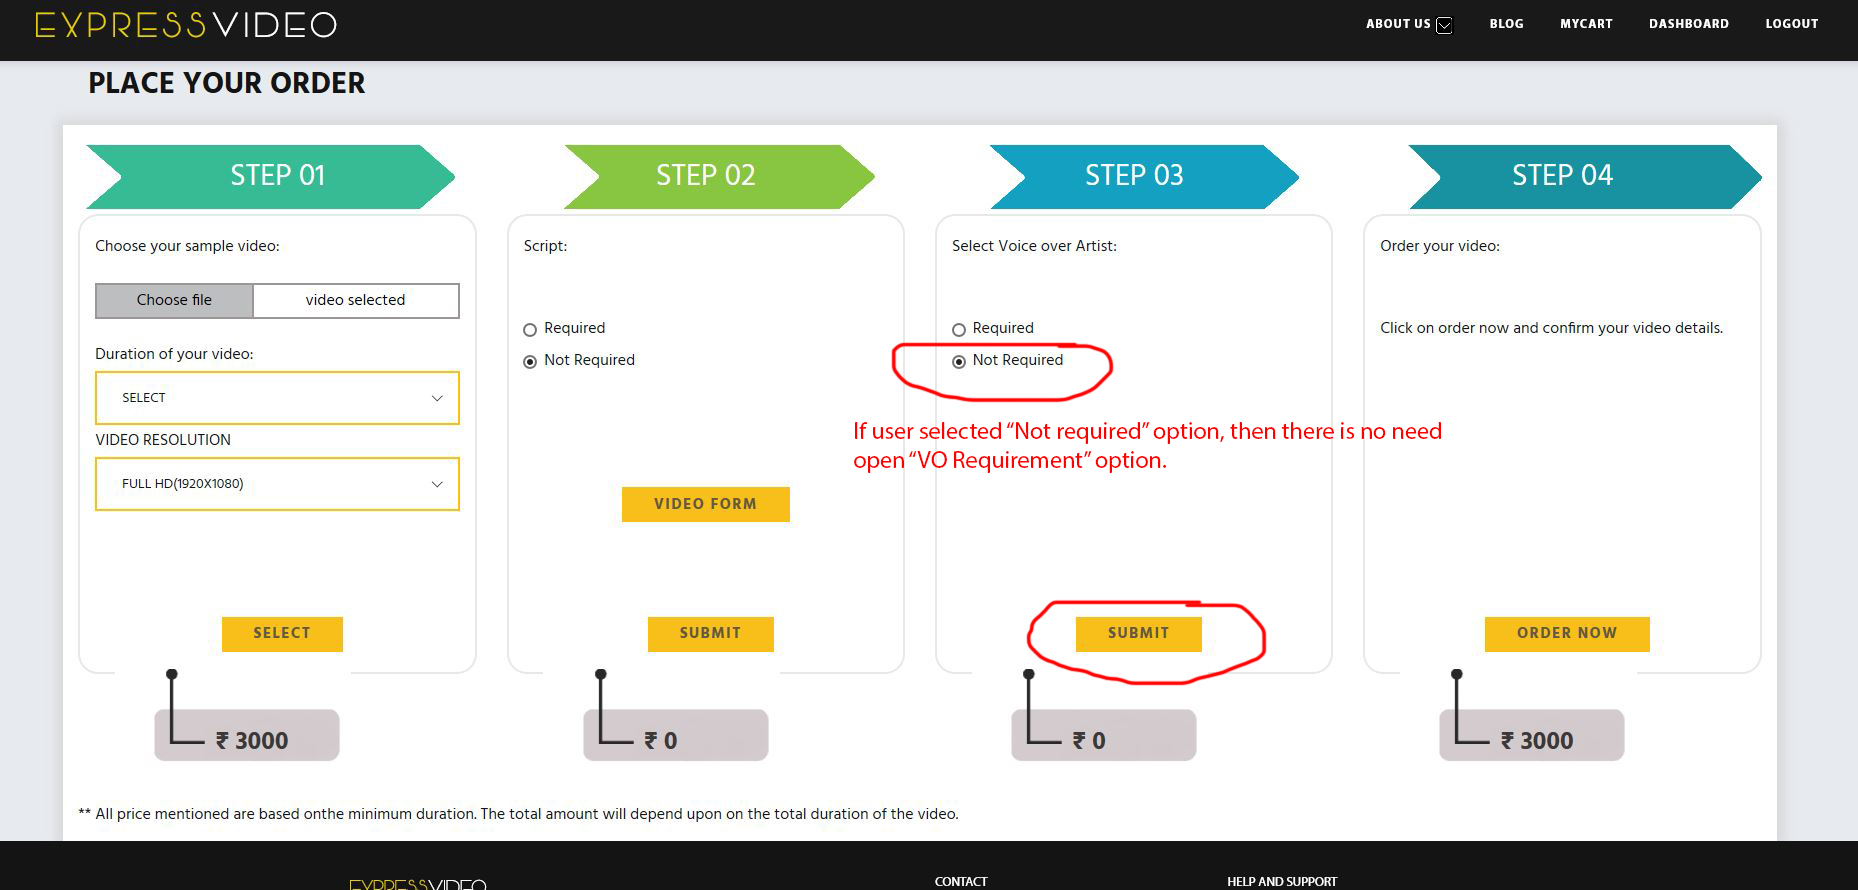 EXPRESSVIDEO
ABOUT US BLOG MYCART DASHBOARD LOGOUT
PLACE YOUR ORDER
STEP 01
STEP 02
STEP 03
STEP 04
Choose your sample video:
Choose file video selected
Duration of your video:
SELECT
VIDEO RESOLUTION
FULL HD(1920X1080)
SELECT
₹ 3000
Script:
Required
Not Required
VIDEO FORM
SUBMIT
₹ 0
Select Voice over Artist:
Required
Not Required
If user selected “Not required” option, then there is no need
open “VO Requirement” option.
SUBMIT
₹ 0
Order your video:
Click on order now and confirm your video details.
ORDER NOW
₹ 3000
** All price mentioned are based onthe minimum duration. The total amount will depend upon on the total duration of the video.
EXPRESSVIDEO
CONTACT
HELP AND SUPPORT